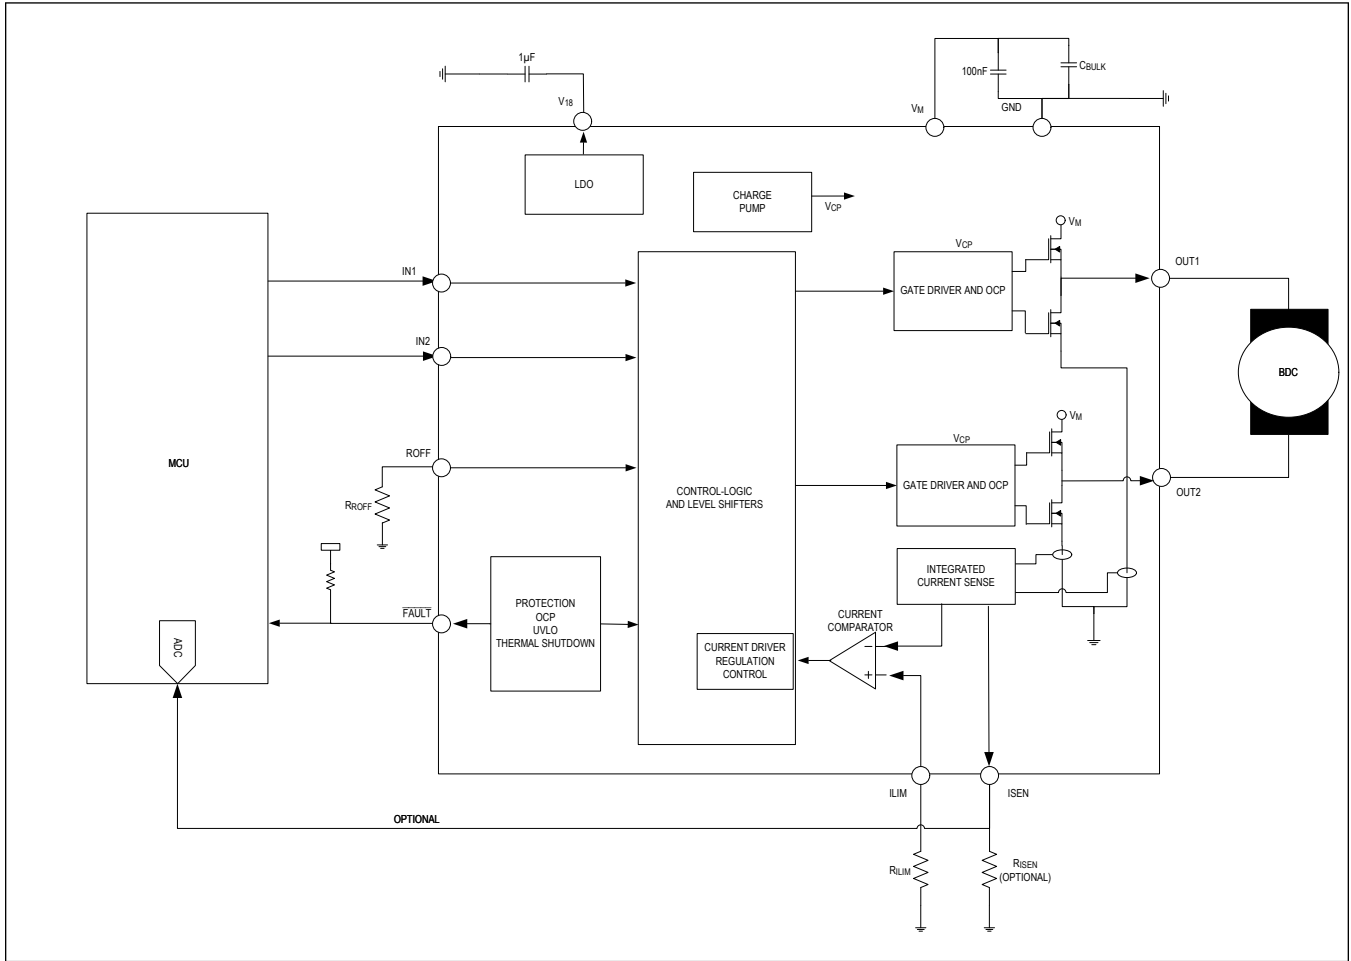 1µF
V18
100nF
CBULK
VM
GND
LDO
CHARGE
PUMP
VCP
VM
IN1
VCP
GATE DRIVER AND OCP
OUT1
IN2
BDC
VM
MCU
ROFF
VCP
GATE DRIVER AND OCP
OUT2
CONTROL-LOGIC
AND LEVEL SHIFTERS
RROFF
INTEGRATED
CURRENT SENSE
PROTECTION
OCP
UVLO
THERMAL SHUTDOWN
FAULT
CURRENT
COMPARATOR
ADC
CURRENT DRIVER
REGULATION
CONTROL
−
+
ILIM
ISEN
OPTIONAL
RILIM
RISEN
(OPTIONAL)